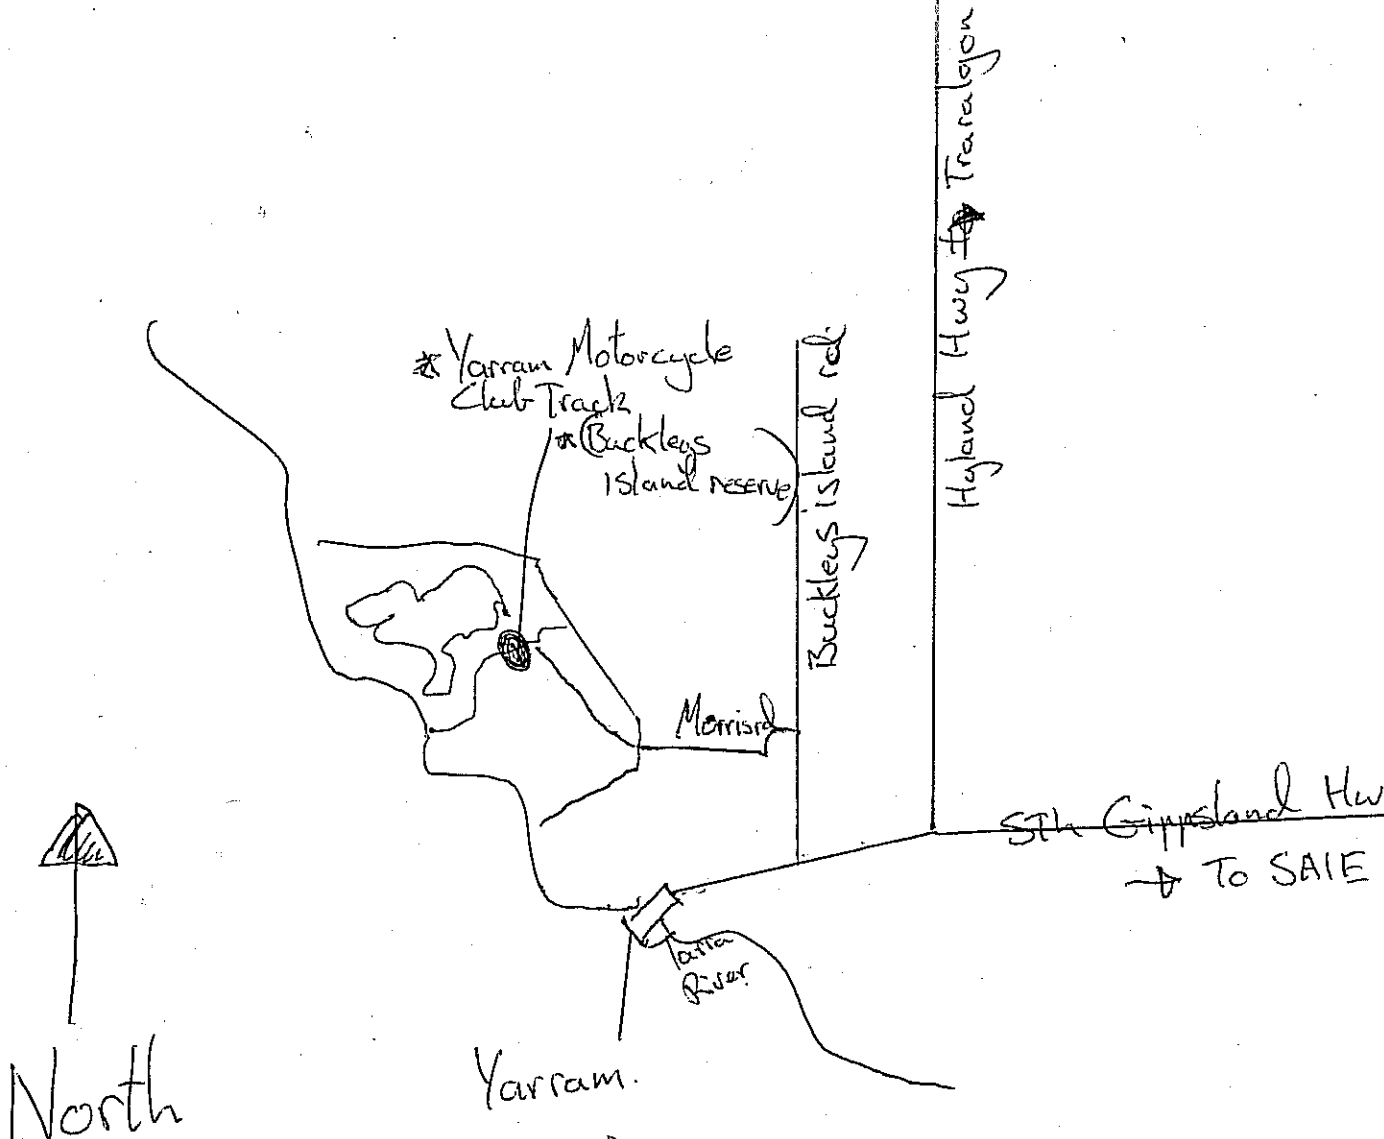 Hyland Hwy to → Traralgon
* Yarram Motorcycle
Club Track
* (Buckleys
Island reserve)
Buckleys Island rd.
Morris rd
Sth Gippsland Hw
→ To SALE
Tarra
River
Yarram.
North